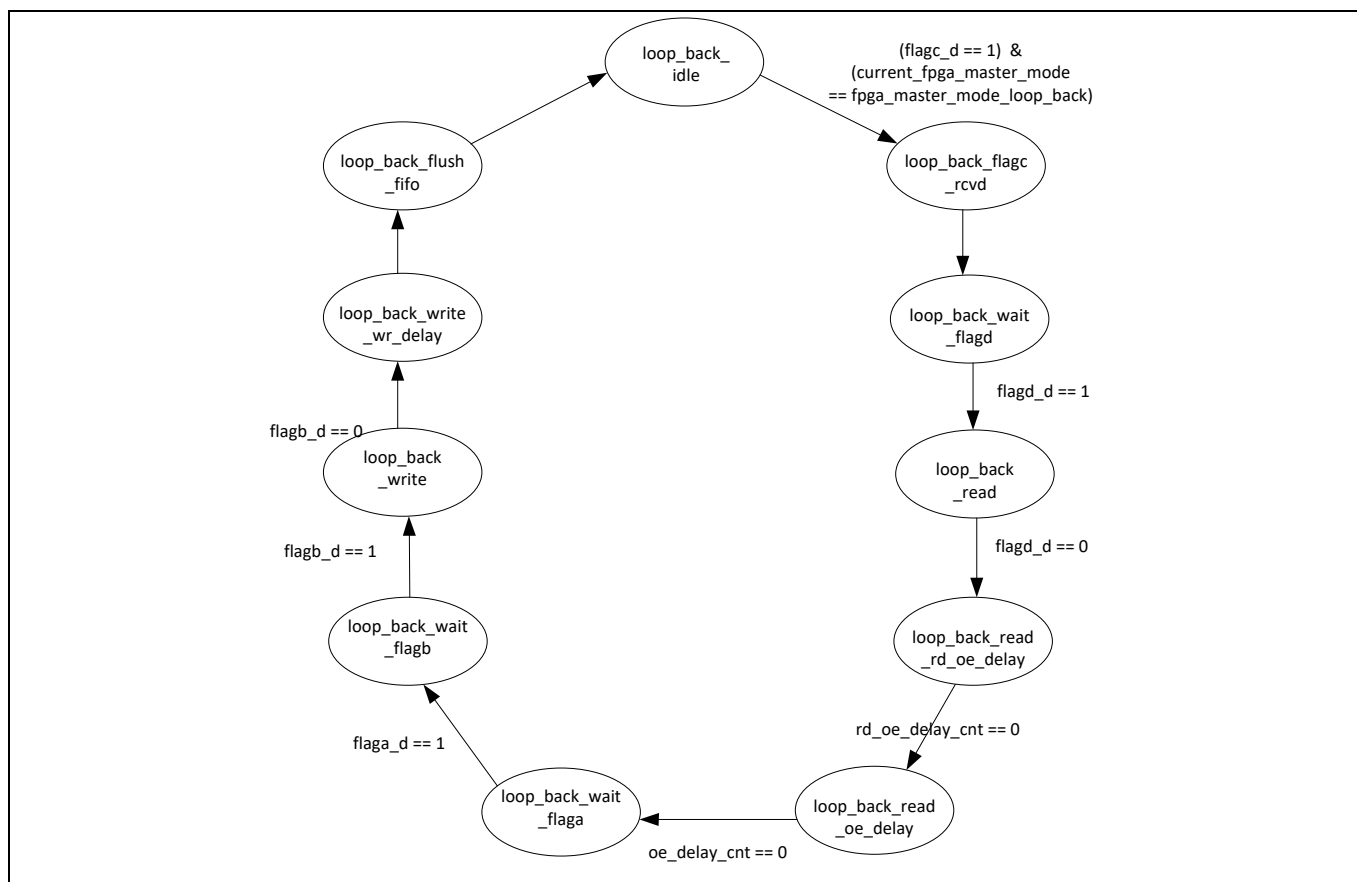 loop_back_
idle
(flagc_d == 1) &
(current_fpga_master_mode
== fpga_master_mode_loop_back)
loop_back_flagc
_rcvd
loop_back_wait
_flagd
flagd_d == 1
loop_back
_read
flagd_d == 0
loop_back_read
_rd_oe_delay
rd_oe_delay_cnt == 0
loop_back_read
_oe_delay
oe_delay_cnt == 0
loop_back_wait
_flaga
flaga_d == 1
loop_back_wait
_flagb
flagb_d == 1
loop_back
_write
flagb_d == 0
loop_back_write
_wr_delay
loop_back_flush
_fifo